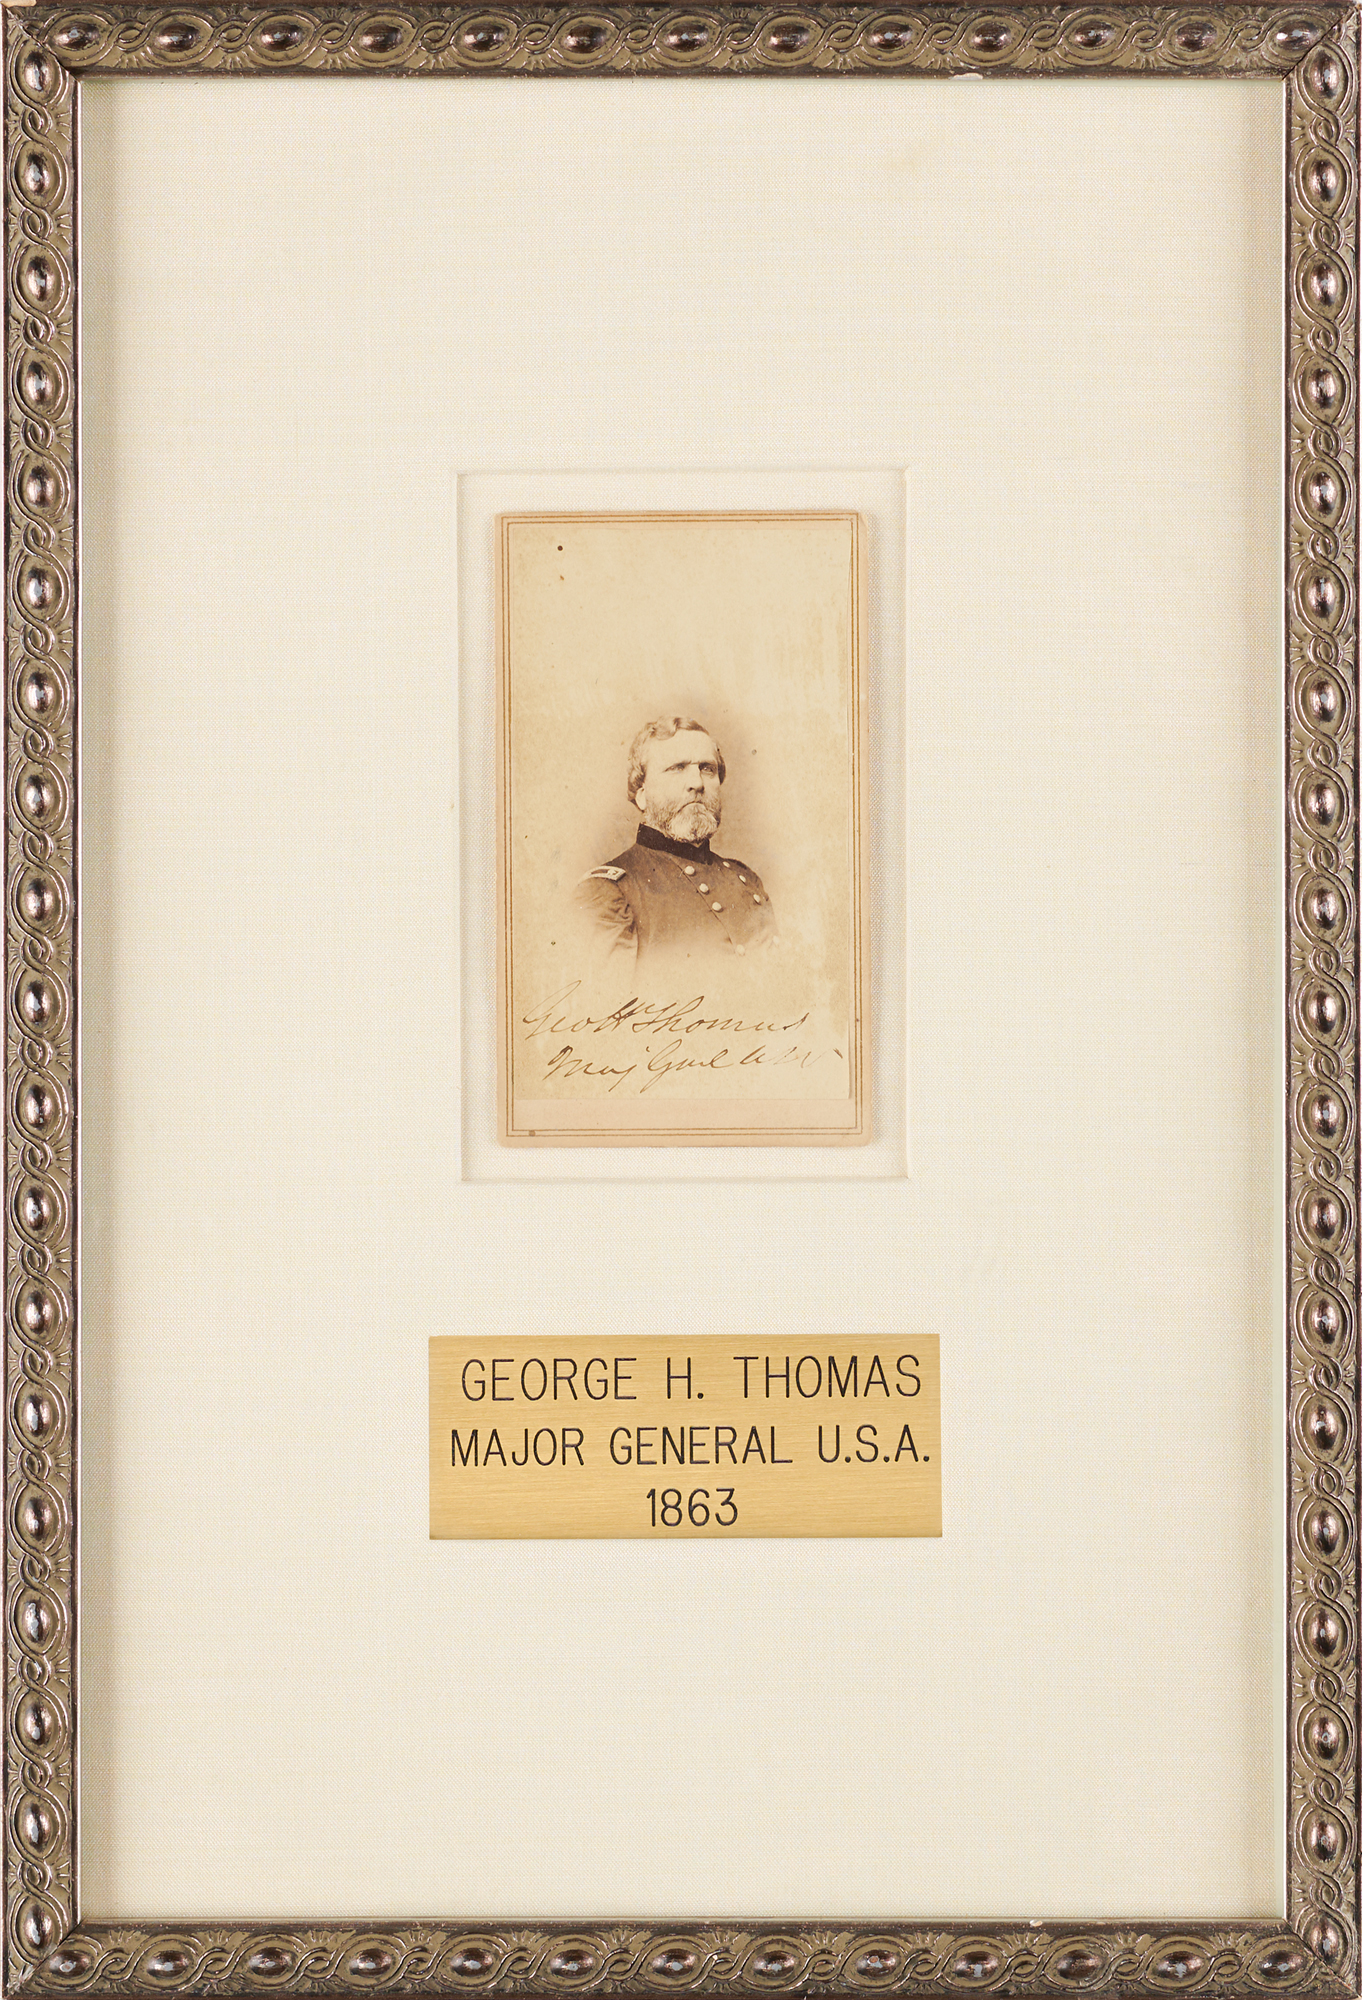 Geo H Thomas
Maj Genl U S V
GEORGE H. THOMAS
MAJOR GENERAL U.S.A.
1863